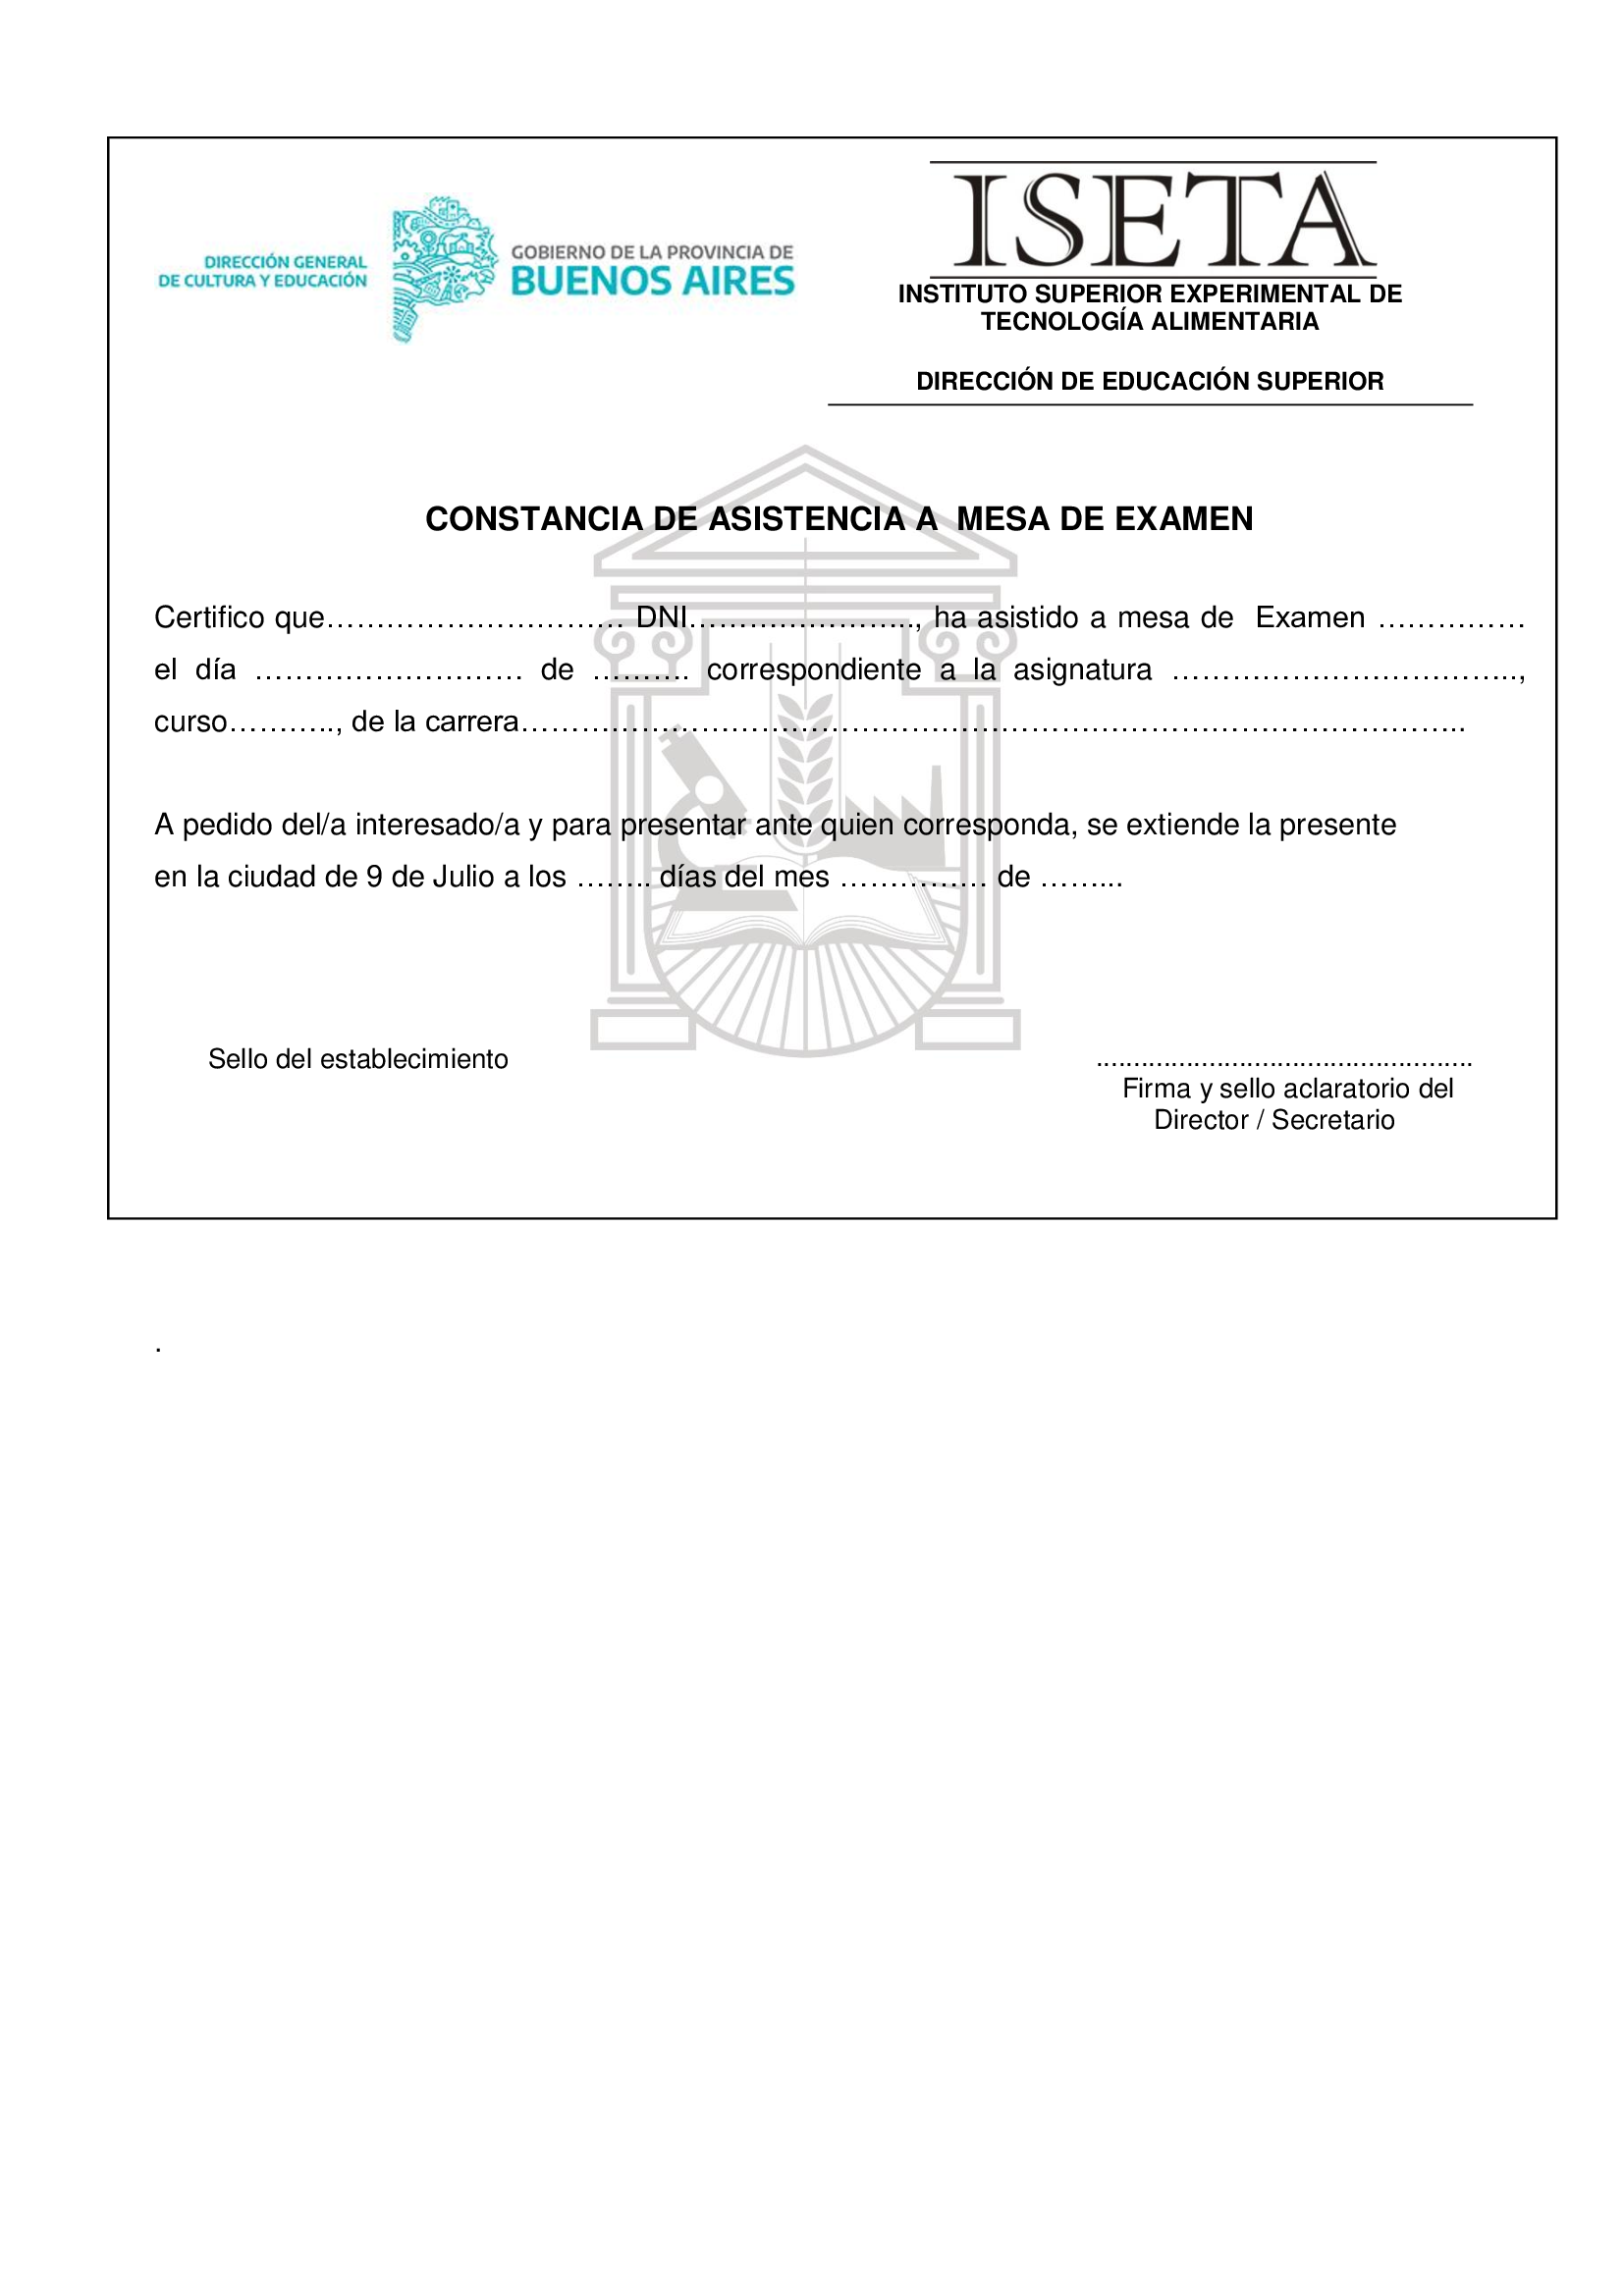 DIRECCIÓN GENERAL
DE CULTURA Y EDUCACIÓN
GOBIERNO DE LA PROVINCIA DE
BUENOS AIRES
ISETA
INSTITUTO SUPERIOR EXPERIMENTAL DE
TECNOLOGÍA ALIMENTARIA
DIRECCIÓN DE EDUCACIÓN SUPERIOR
CONSTANCIA DE ASISTENCIA A  MESA DE EXAMEN
Certifico que………………………… DNI…………………., ha asistido a mesa de  Examen ……………
el día ……………………… de ………. correspondiente a la asignatura ……………………………..,
curso……….., de la carrera…………………………………………………………………………………..
A pedido del/a interesado/a y para presentar ante quien corresponda, se extiende la presente
en la ciudad de 9 de Julio a los …….. días del mes …………… de ……...
Sello del establecimiento
..............................................
Firma y sello aclaratorio del
Director / Secretario
.